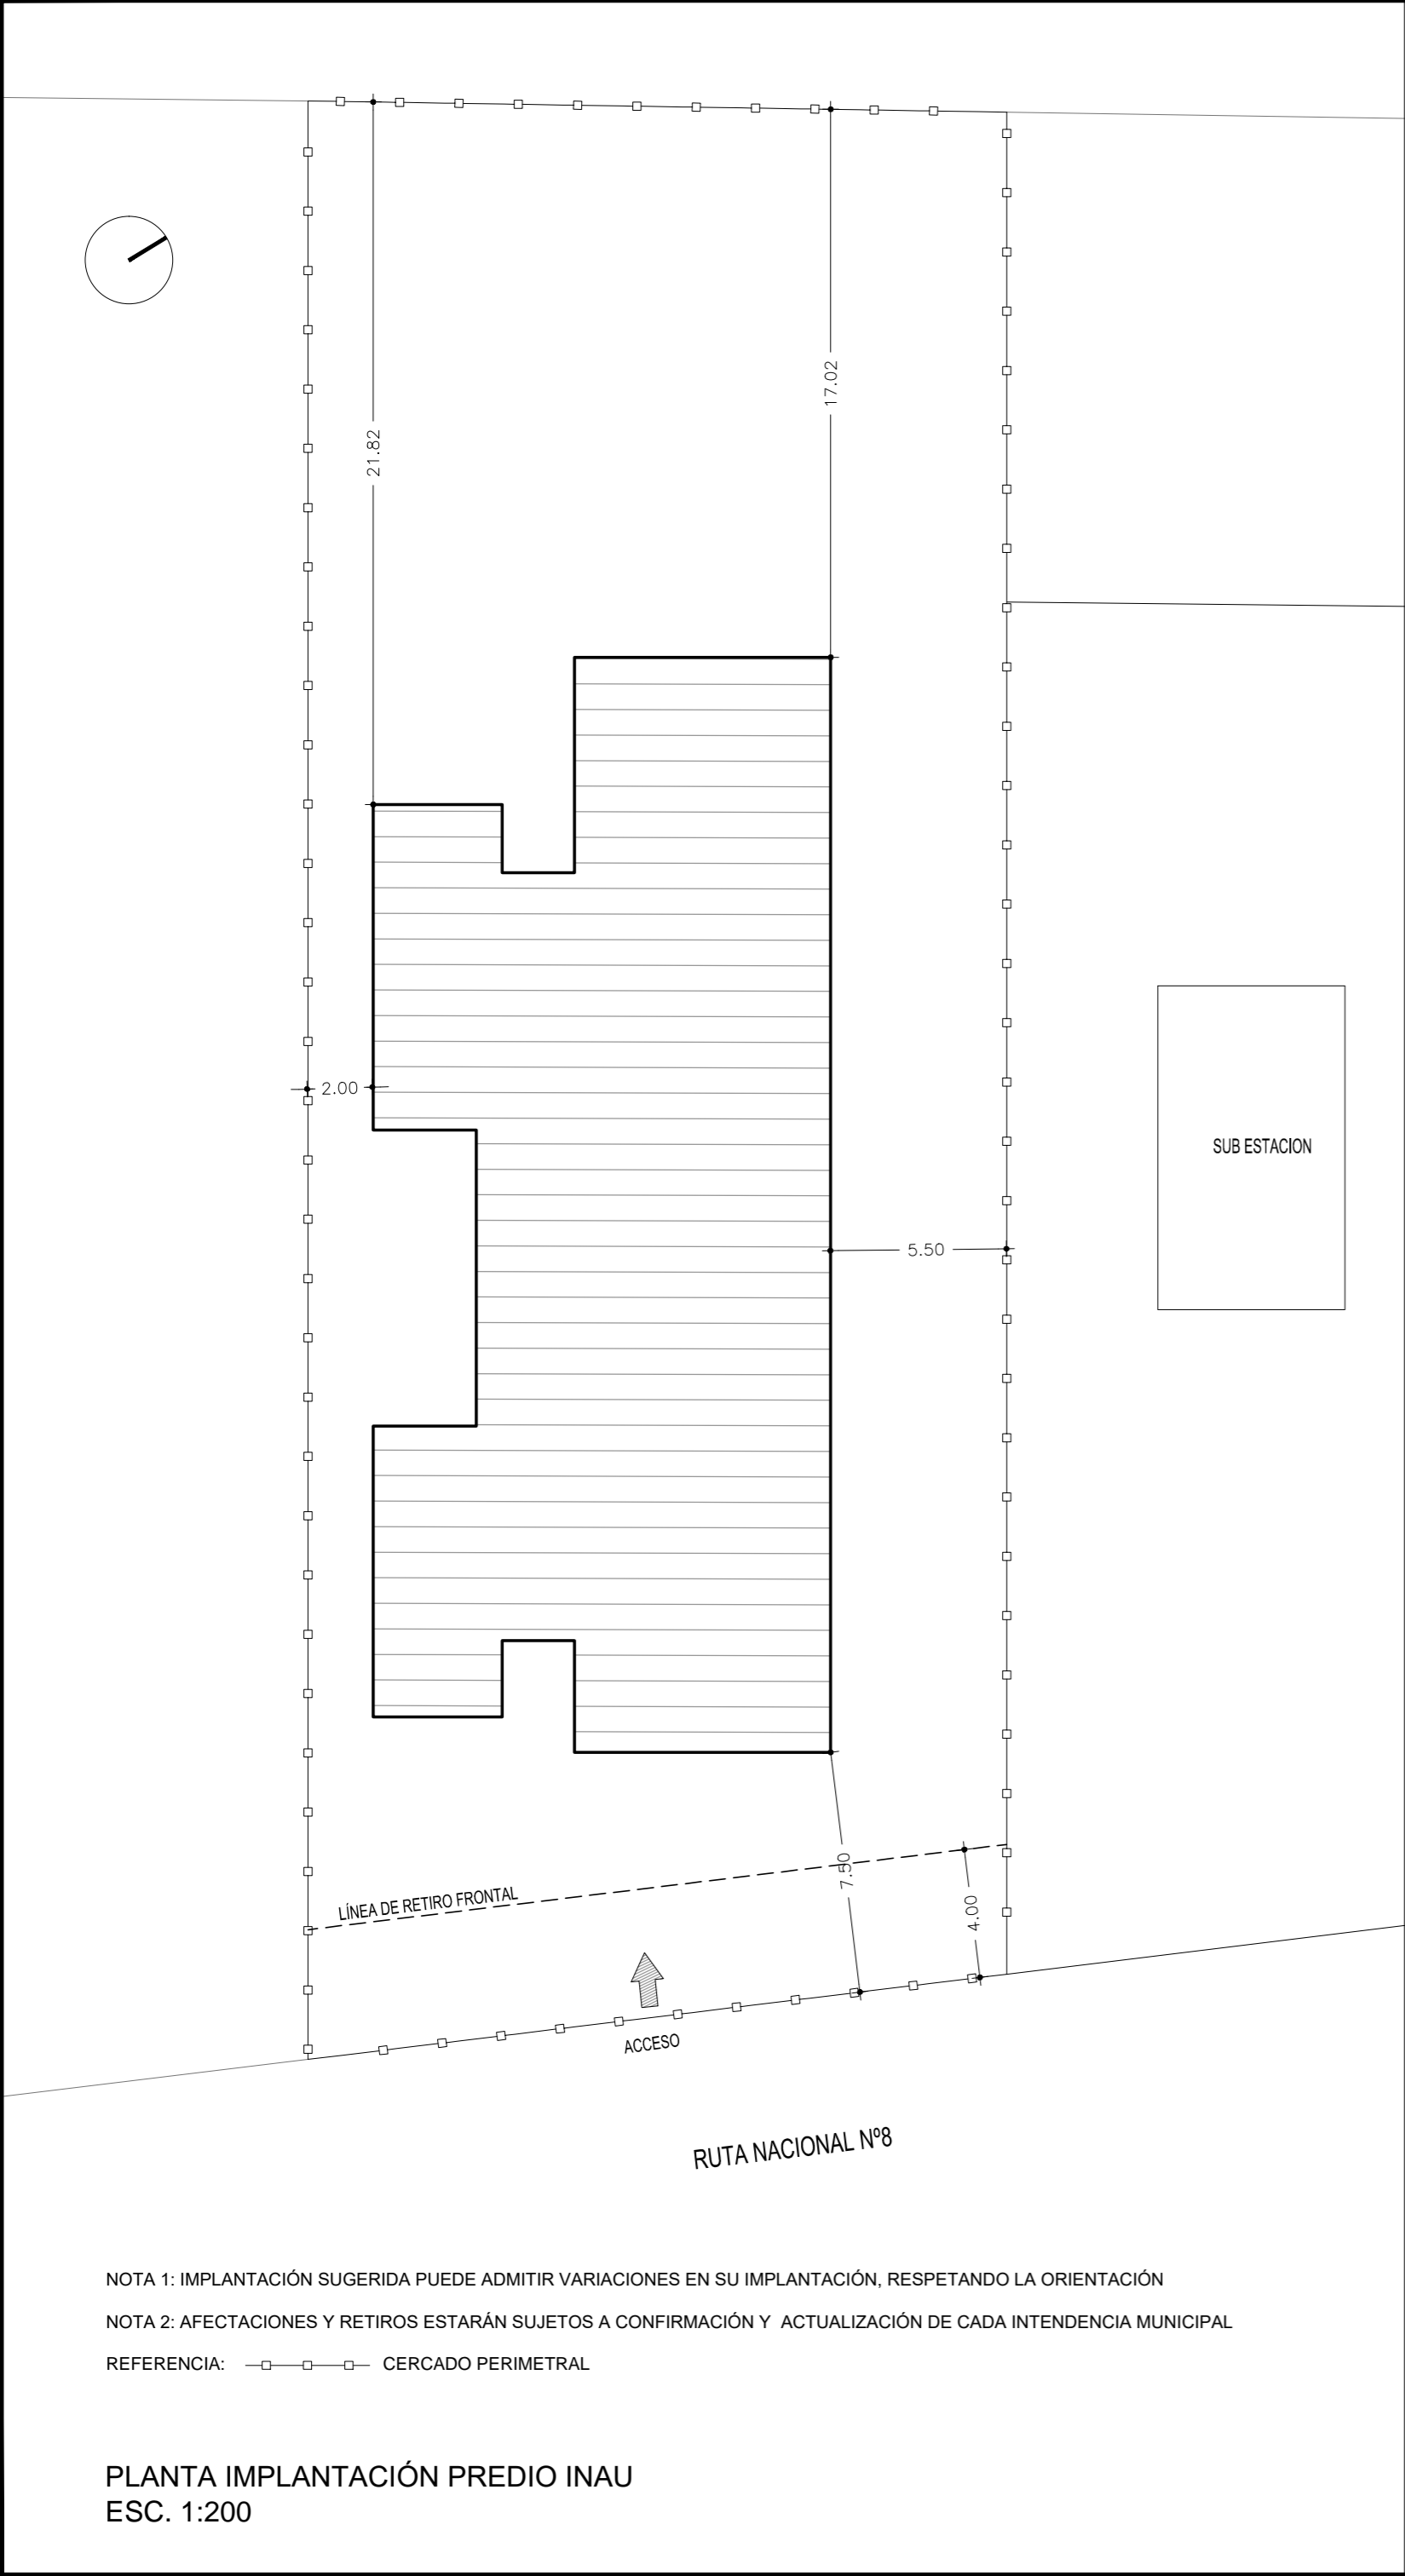 17.02
21.82
2.00
SUB ESTACION
5.50
7.50
LÍNEA DE RETIRO FRONTAL
4.00
ACCESO
RUTA NACIONAL Nº8
NOTA 1: IMPLANTACIÓN SUGERIDA PUEDE ADMITIR VARIACIONES EN SU IMPLANTACIÓN, RESPETANDO LA ORIENTACIÓN
NOTA 2: AFECTACIONES Y RETIROS ESTARÁN SUJETOS A CONFIRMACIÓN Y ACTUALIZACIÓN DE CADA INTENDENCIA MUNICIPAL
REFERENCIA: CERCADO PERIMETRAL
PLANTA IMPLANTACIÓN PREDIO INAU
ESC. 1:200